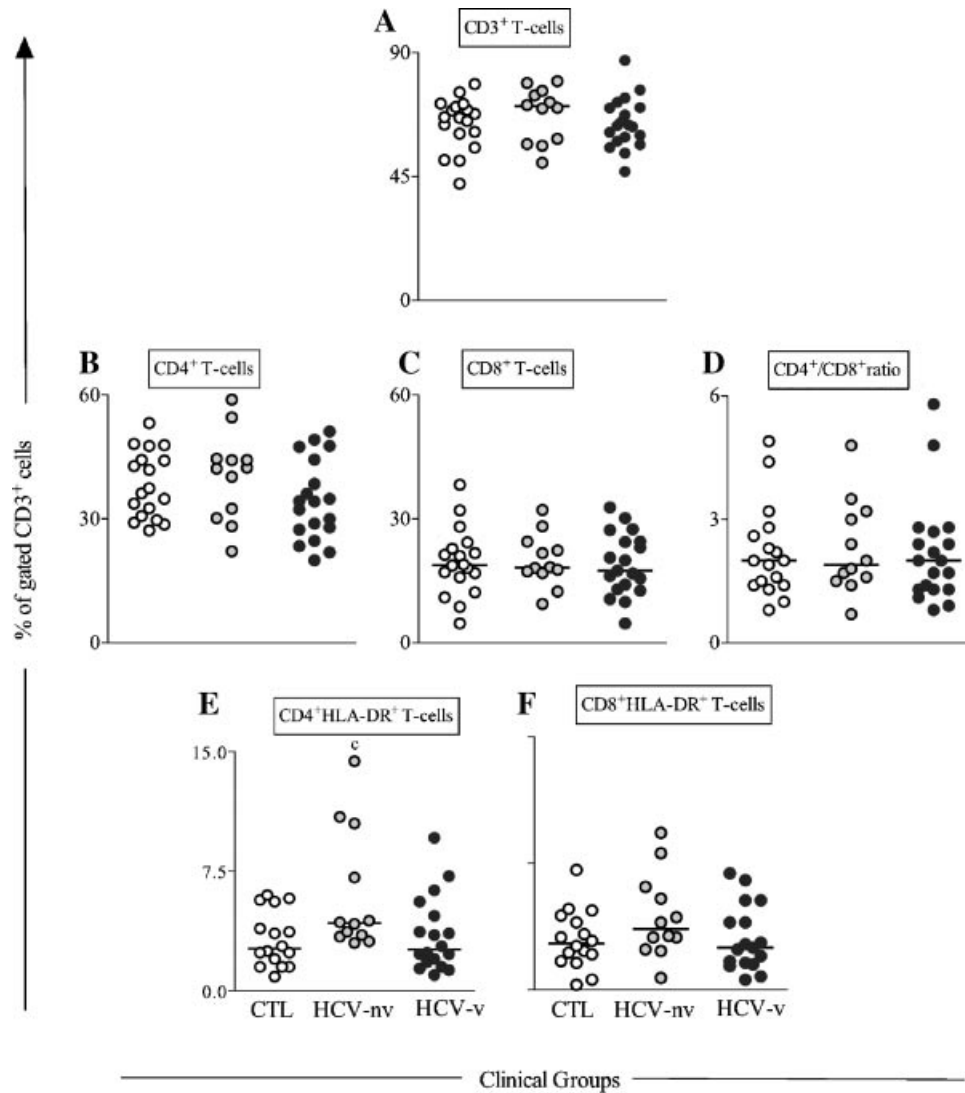 A
CD3+ T-cells
90
45
0
B
CD4+ T-cells
60
30
0
C
CD8+ T-cells
60
30
0
D
CD4+/CD8+ratio
6
3
0
E
CD4+HLA-DR+ T-cells
c
15.0
7.5
0.0
CTL HCV-nv HCV-v
F
CD8+HLA-DR+ T-cells
CTL HCV-nv HCV-v
% of gated CD3+ cells
Clinical Groups